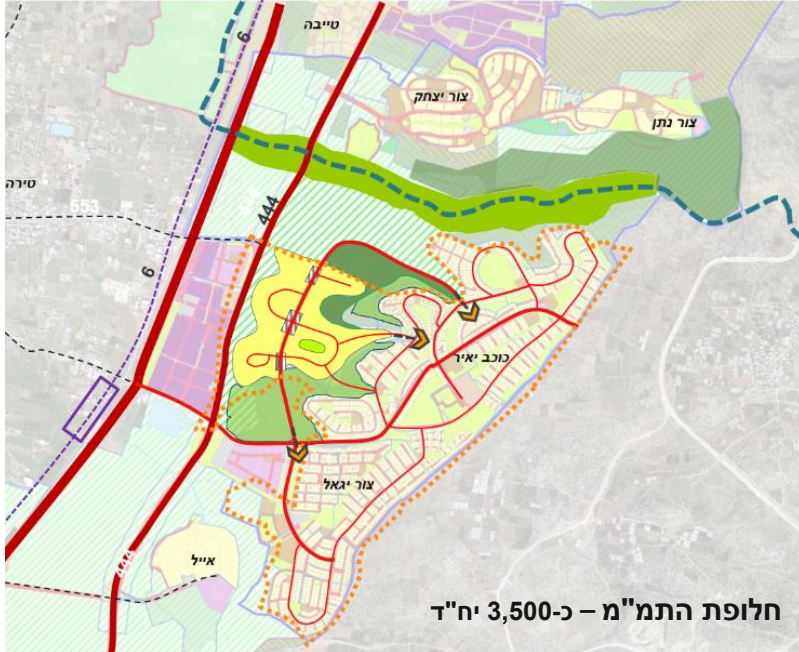 טייבה
6
צור יצחק
צור נתן
טירה
553
444
6
כוכב יאיר
צור יגאל
אייל
444
חלופת התמ"מ – כ-3,500 יח"ד